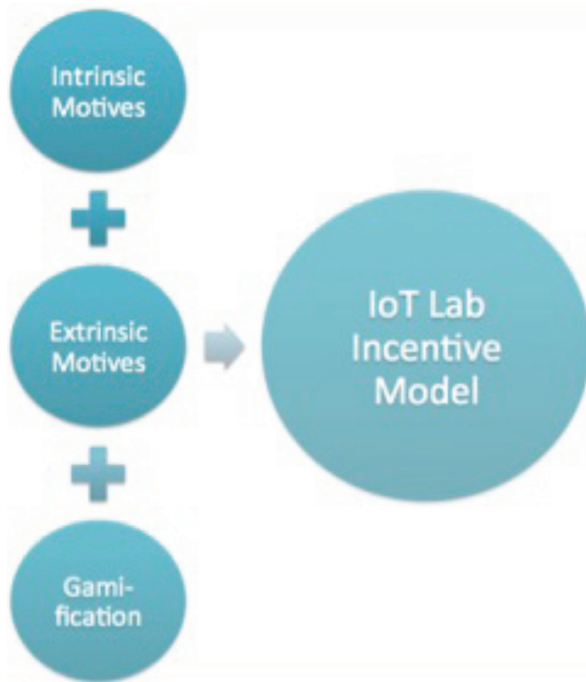 Intrinsic
Motives
Extrinsic
Motives
Gami-
fication
IoT Lab
Incentive
Model